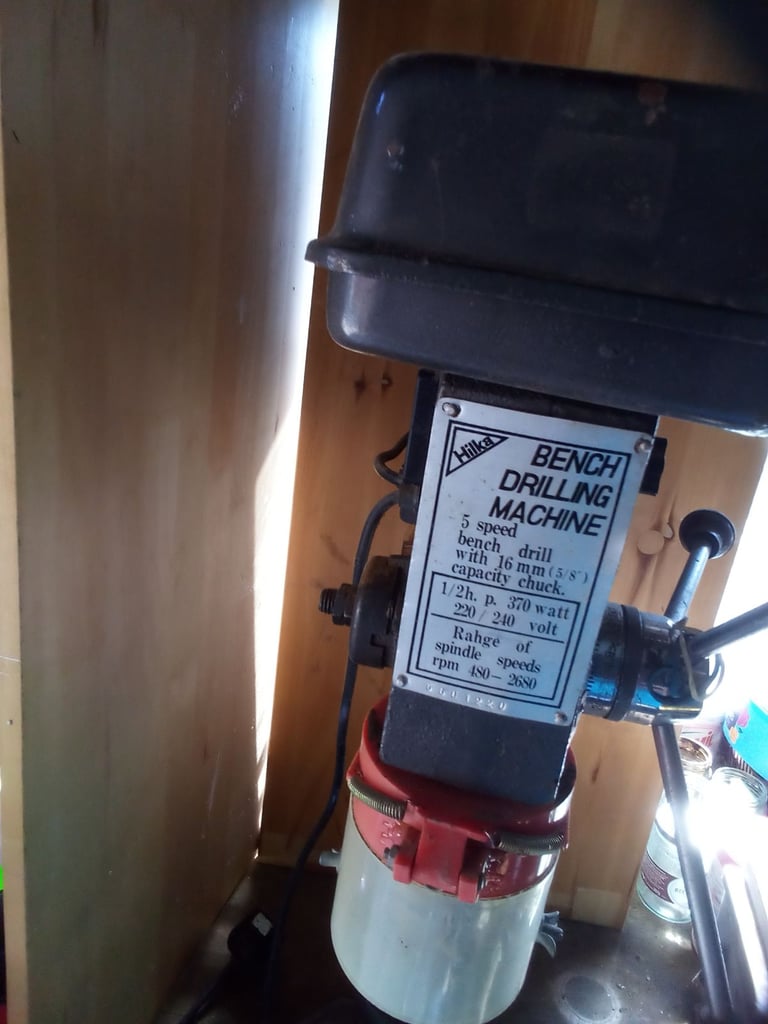 Hilka
BENCH
DRILLING
MACHINE
5 speed
bench drill
with 16 mm (5/8")
capacity chuck.
1/2h. p. 370 watt
220 / 240 volt
Rahge of
spindle speeds
rpm 480- 2680